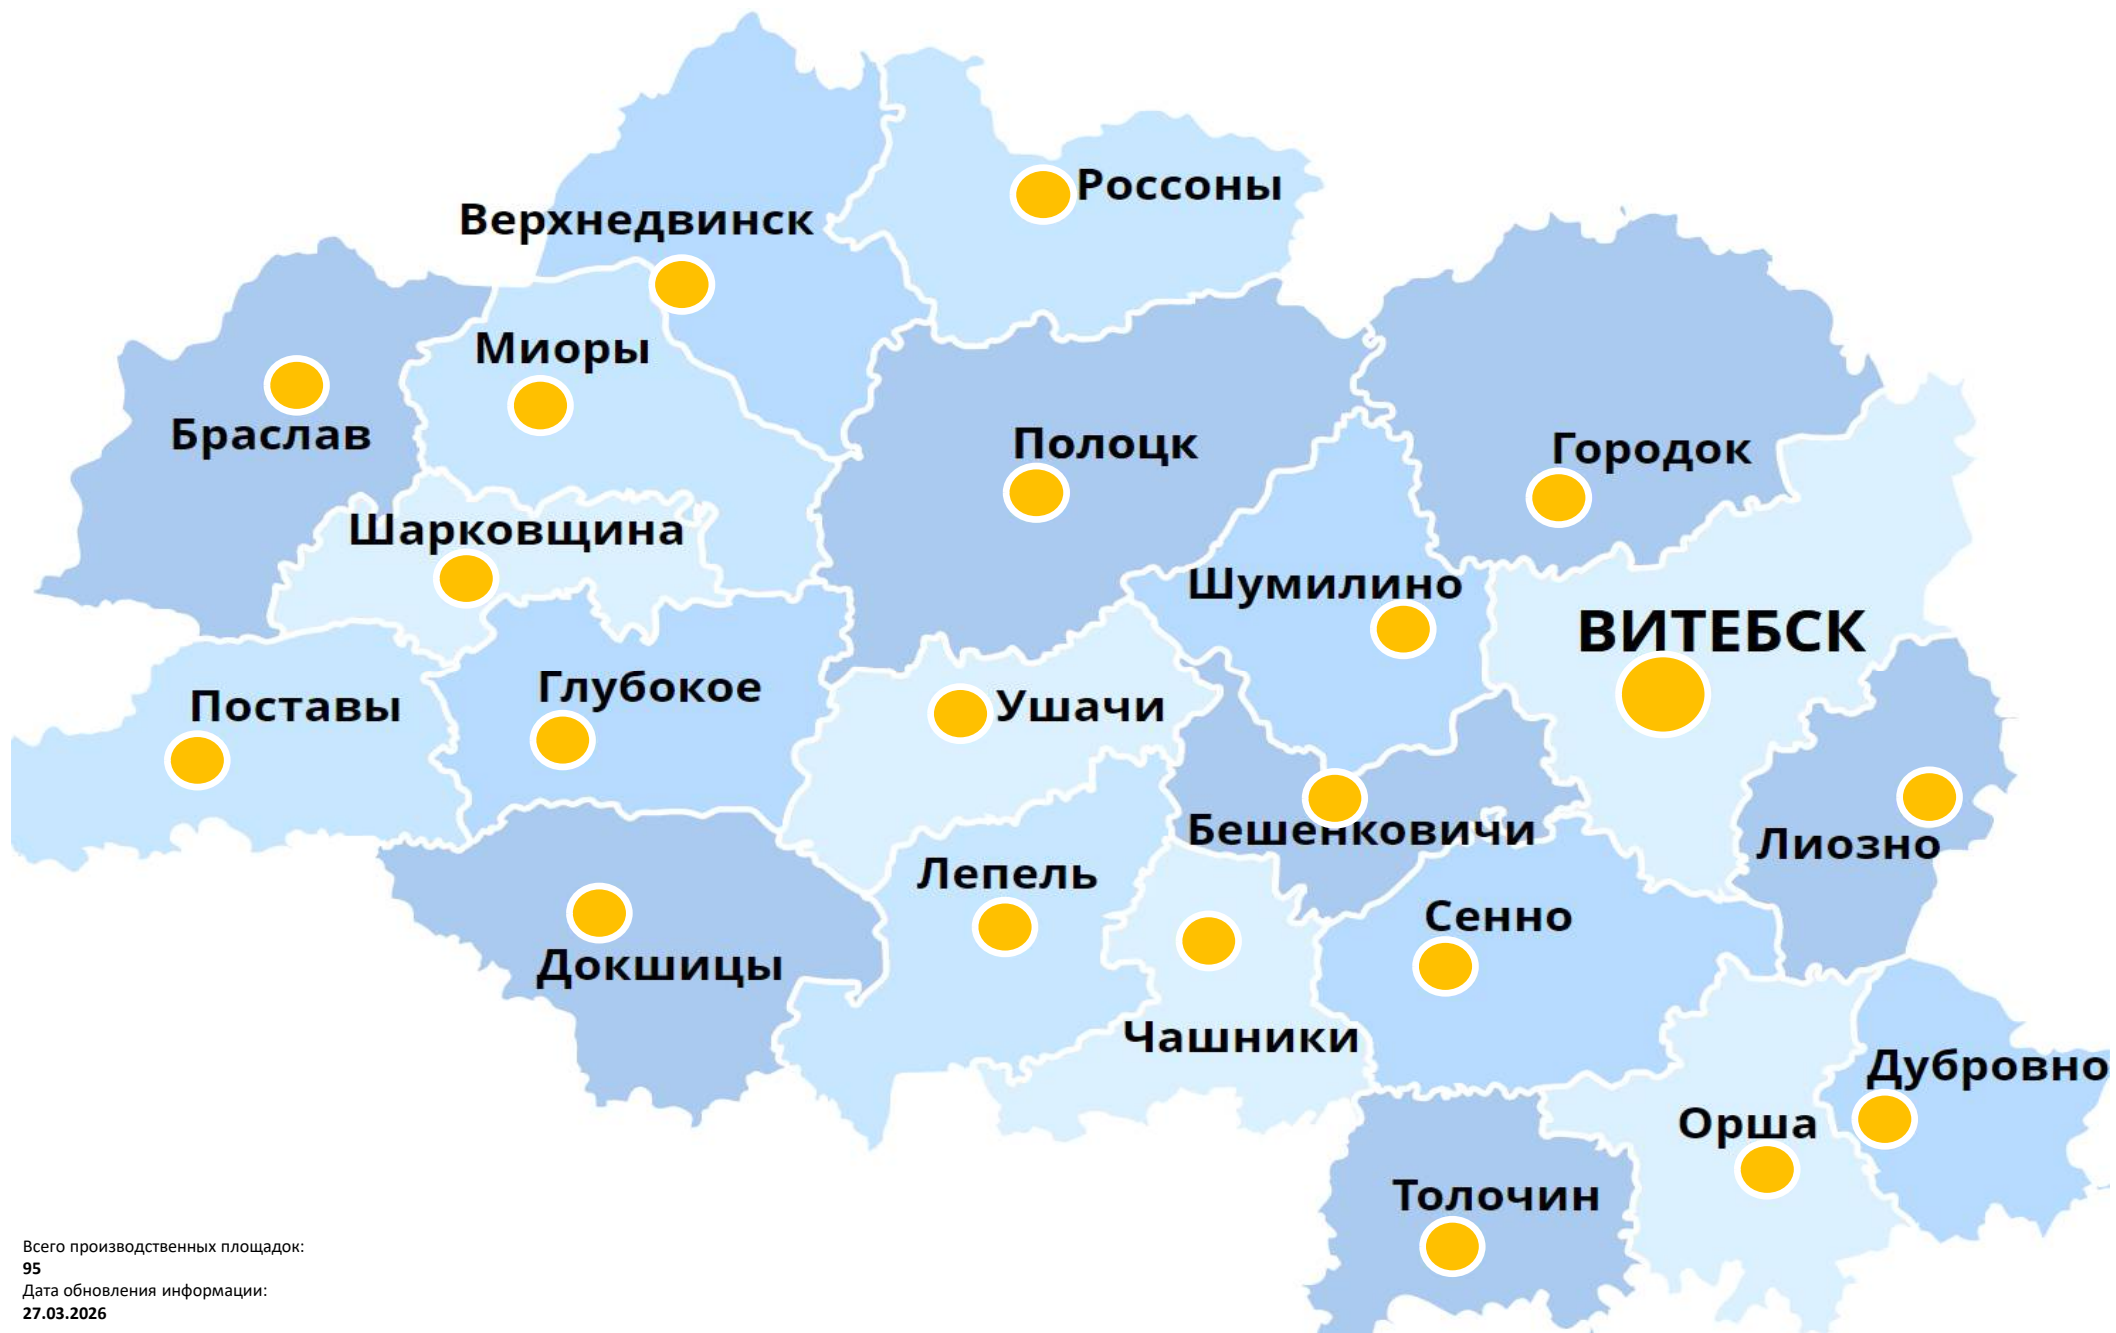 Россоны
Верхнедвинск
Миоры
Браслав
Полоцк
Городок
Шарковщина
Шумилино
ВИТЕБСК
Глубокое
Поставы
Ушачи
Бешенковичи
Лиозно
Лепель
Сенно
Докшицы
Чашники
Дубровно
Орша
Толочин
Всего производственных площадок:
95
Дата обновления информации:
27.03.2026